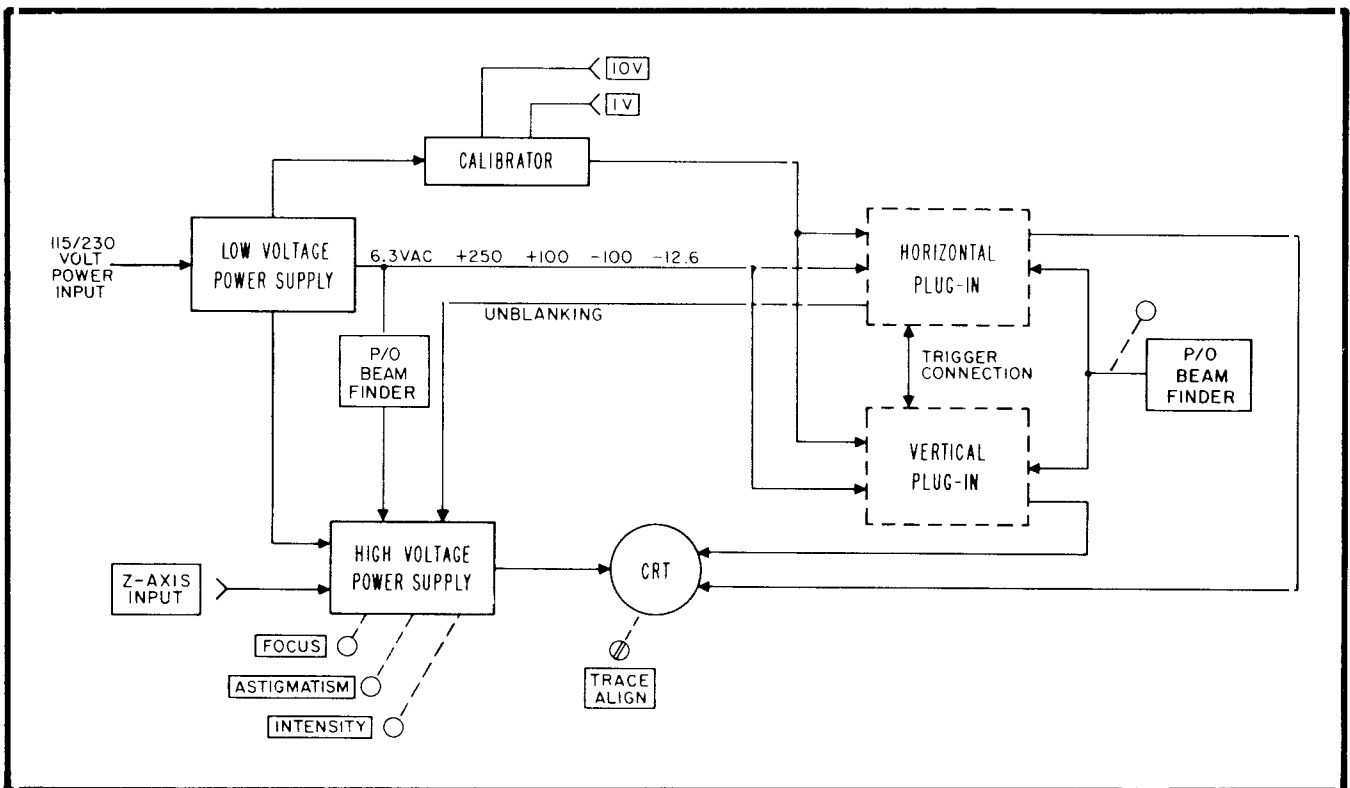 10V
1V
CALIBRATOR
115/230
VOLT
POWER
INPUT
LOW VOLTAGE
POWER SUPPLY
6.3VAC +250 +100 -100 -12.6
HORIZONTAL
PLUG-IN
UNBLANKING
P/O
BEAM
FINDER
TRIGGER
CONNECTION
P/O
BEAM
FINDER
VERTICAL
PLUG-IN
HIGH VOLTAGE
POWER SUPPLY
CRT
Z-AXIS
INPUT
FOCUS
ASTIGMATISM
INTENSITY
TRACE
ALIGN